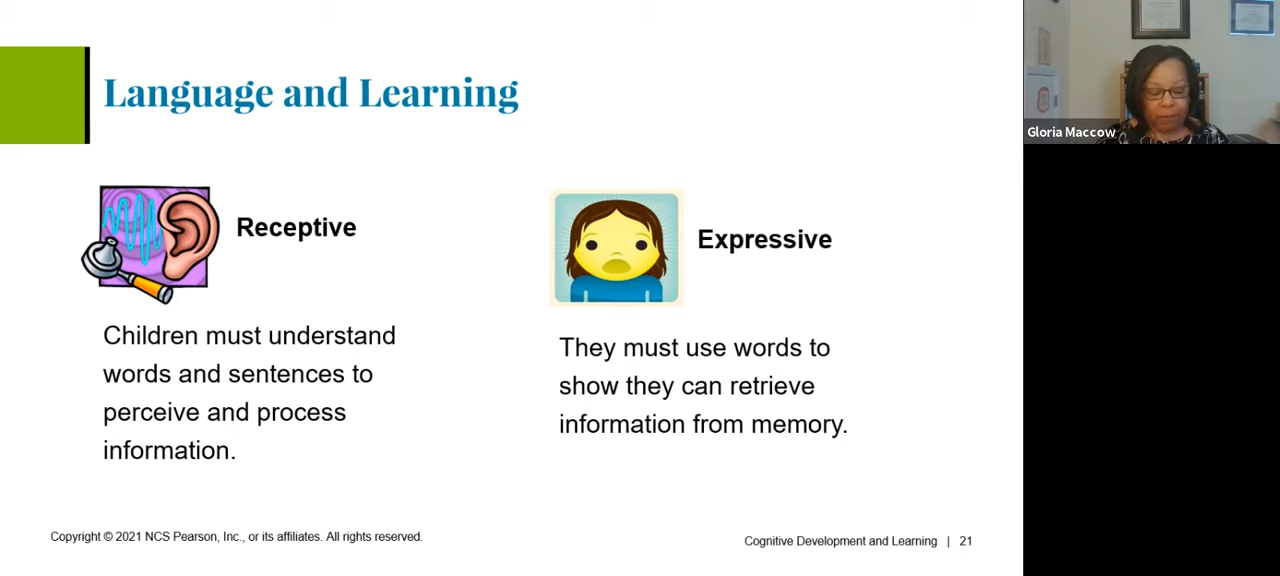 Language and Learning
Receptive
Children must understand
words and sentences to
perceive and process
information.
Expressive
They must use words to
show they can retrieve
information from memory.
Copyright © 2021 NCS Pearson, Inc., or its affiliates. All rights reserved.
Cognitive Development and Learning | 21
Gloria Maccow